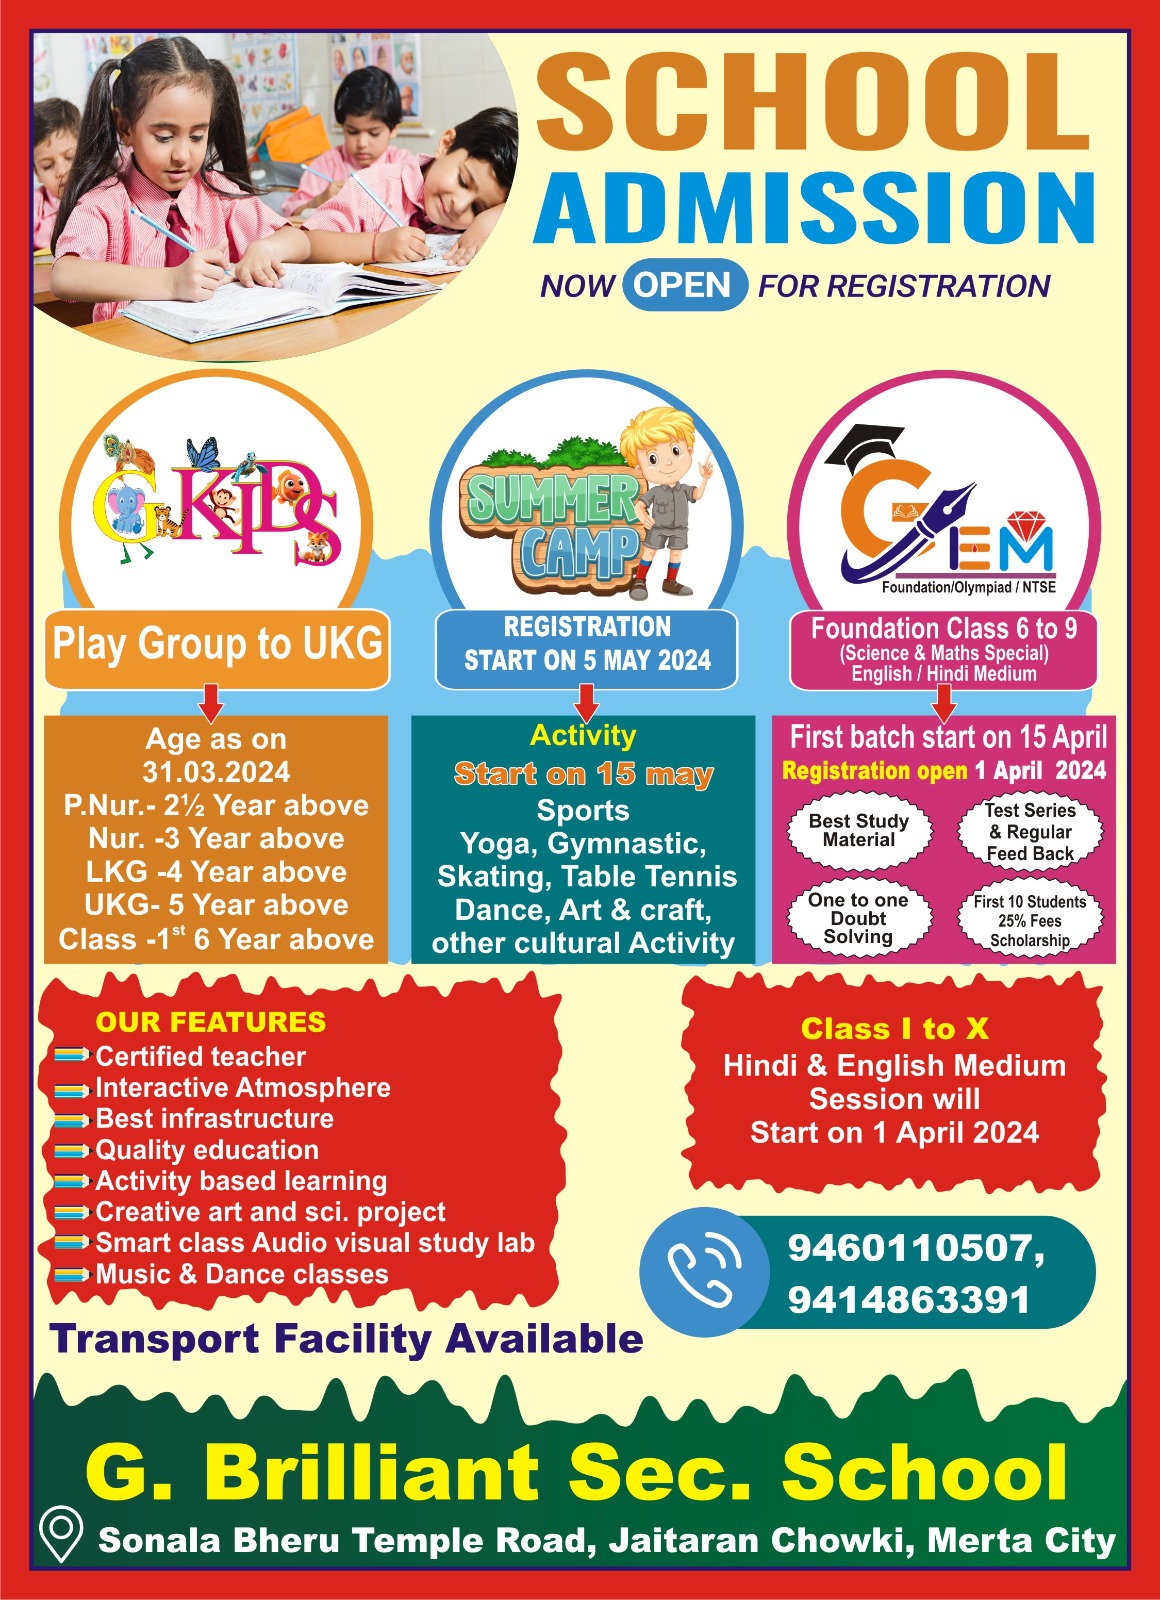 SCHOOL
ADMISSION
NOW OPEN FOR REGISTRATION
G KIDS
Play Group to UKG
Age as on
31.03.2024
P.Nur.- 2½ Year above
Nur. -3 Year above
LKG -4 Year above
UKG- 5 Year above
Class -1st 6 Year above
SUMMER
CAMP
REGISTRATION
START ON 5 MAY 2024
Activity
Start on 15 may
Sports
Yoga, Gymnastic,
Skating, Table Tennis
Dance, Art & craft,
other cultural Activity
GEM
Foundation/Olympiad / NTSE
Foundation Class 6 to 9
(Science & Maths Special)
English / Hindi Medium
First batch start on 15 April
Registration open 1 April 2024
Best Study
Material
Test Series
& Regular
Feed Back
One to one
Doubt
Solving
First 10 Students
25% Fees
Scholarship
OUR FEATURES
Certified teacher
Interactive Atmosphere
Best infrastructure
Quality education
Activity based learning
Creative art and sci. project
Smart class Audio visual study lab
Music & Dance classes
Class I to X
Hindi & English Medium
Session will
Start on 1 April 2024
9460110507,
9414863391
Transport Facility Available
G. Brilliant Sec. School
Sonala Bheru Temple Road, Jaitaran Chowki, Merta City